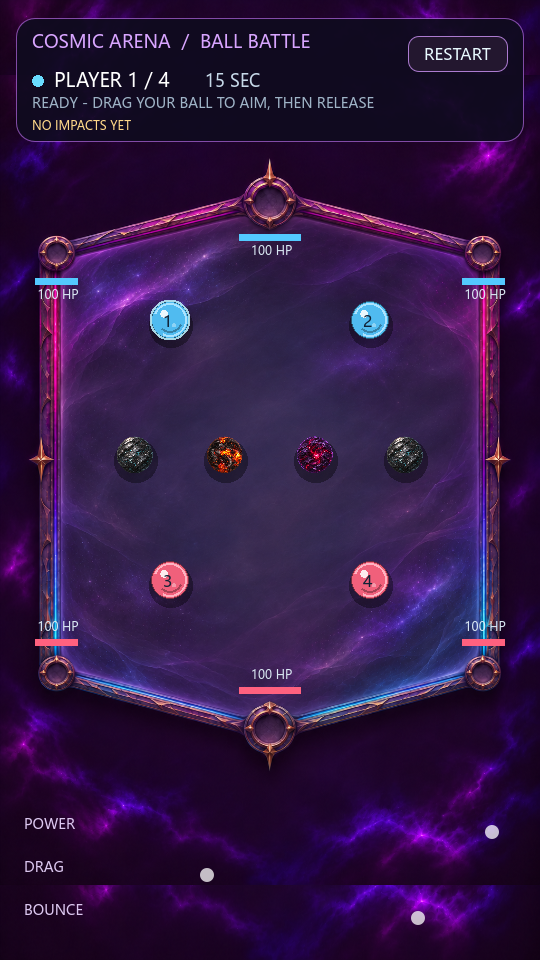 COSMIC ARENA / BALL BATTLE
RESTART
PLAYER 1 / 4 15 SEC
READY - DRAG YOUR BALL TO AIM, THEN RELEASE
NO IMPACTS YET
100 HP
100 HP
100 HP
1
2
3
4
100 HP
100 HP
100 HP
POWER
DRAG
BOUNCE